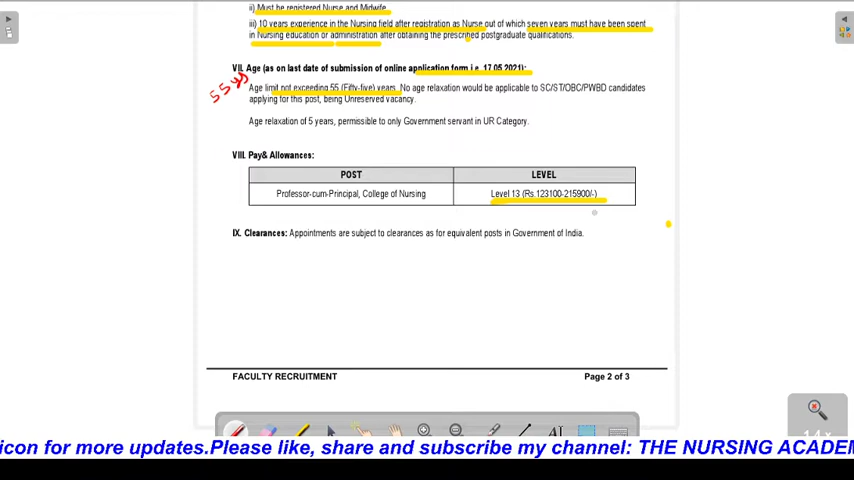 ii) Must be registered Nurse and Midwife
iii) 10 years experience in the Nursing field after registration as Nurse out of which seven years must have been spent
in Nursing education or administration after obtaining the prescribed postgraduate qualifications.
VII. Age (as on last date of submission of online application form i.e. 17.05.2021):
55 yrs
Age limit not exceeding 55 (Fifty-five) years. No age relaxation would be applicable to SC/ST/OBC/PWBD candidates
applying for this post, being Unreserved vacancy.
Age relaxation of 5 years, permissible to only Government servant in UR Category.
VIII. Pay& Allowances:
POST LEVEL
Professor-cum-Principal, College of Nursing Level 13 (Rs.123100-215900/-)
IX. Clearances: Appointments are subject to clearances as for equivalent posts in Government of India.
FACULTY RECRUITMENT Page 2 of 3
icon for more updates.Please like, share and subscribe my channel: THE NURSING ACADEM